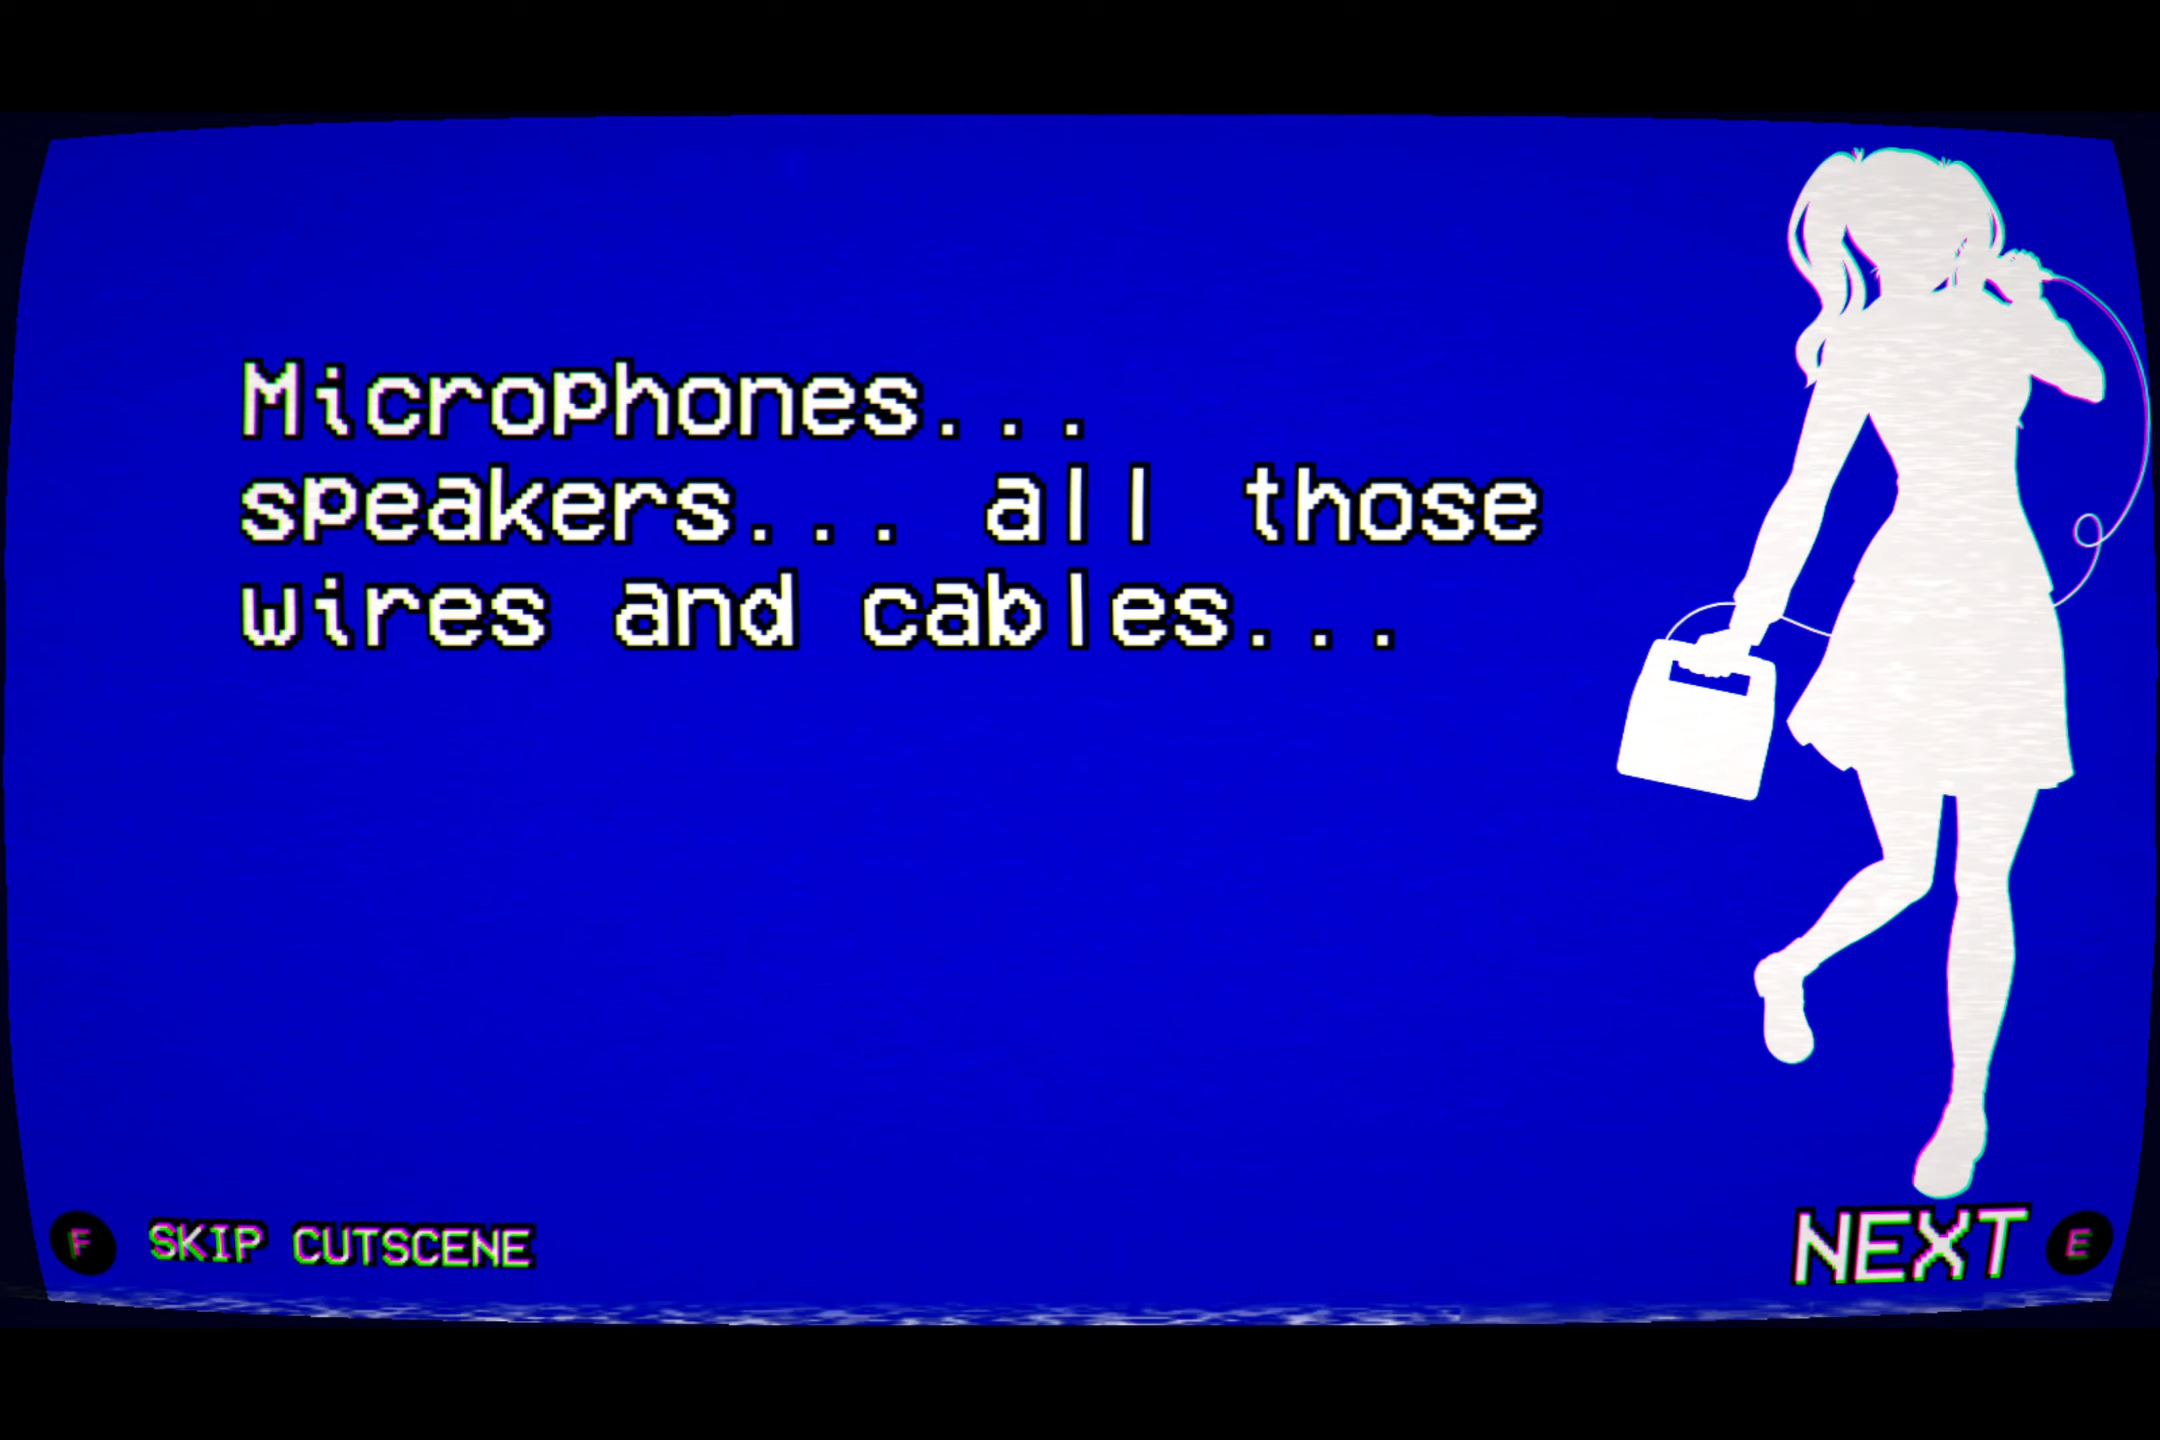 Microphones...
speakers... all those
wires and cables...
F SKIP CUTSCENE
NEXT E